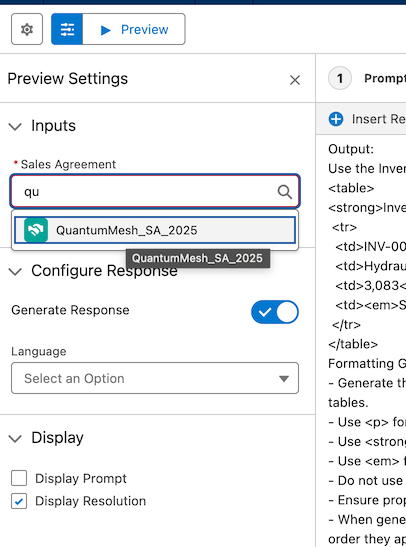 Preview
Preview Settings
Inputs
* Sales Agreement
qu
QuantumMesh_SA_2025
QuantumMesh_SA_2025
Configure Response
Generate Response
Language
Select an Option
Display
Display Prompt
Display Resolution
1 Prompt
Insert Re
Output:
Use the Inven
<table>
<strong>Inve
<tr>
<td>INV-00
<td>Hydrau
<td>3,083<
<td><em>S
</tr>
</table>
Formatting G
- Generate th
tables.
- Use <p> for
- Use <strong
- Use <em> f
- Do not use
- Ensure prop
- When gene
order they ap